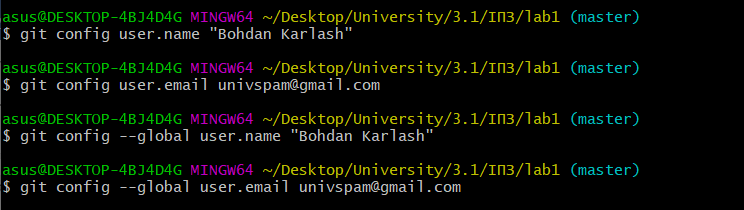 asus@DESKTOP-4BJ4D4G MINGW64 ~/Desktop/University/3.1/ІПЗ/lab1 (master)
$ git config user.name "Bohdan Karlash"
asus@DESKTOP-4BJ4D4G MINGW64 ~/Desktop/University/3.1/ІПЗ/lab1 (master)
$ git config user.email univspam@gmail.com
asus@DESKTOP-4BJ4D4G MINGW64 ~/Desktop/University/3.1/ІПЗ/lab1 (master)
$ git config --global user.name "Bohdan Karlash"
asus@DESKTOP-4BJ4D4G MINGW64 ~/Desktop/University/3.1/ІПЗ/lab1 (master)
$ git config --global user.email univspam@gmail.com